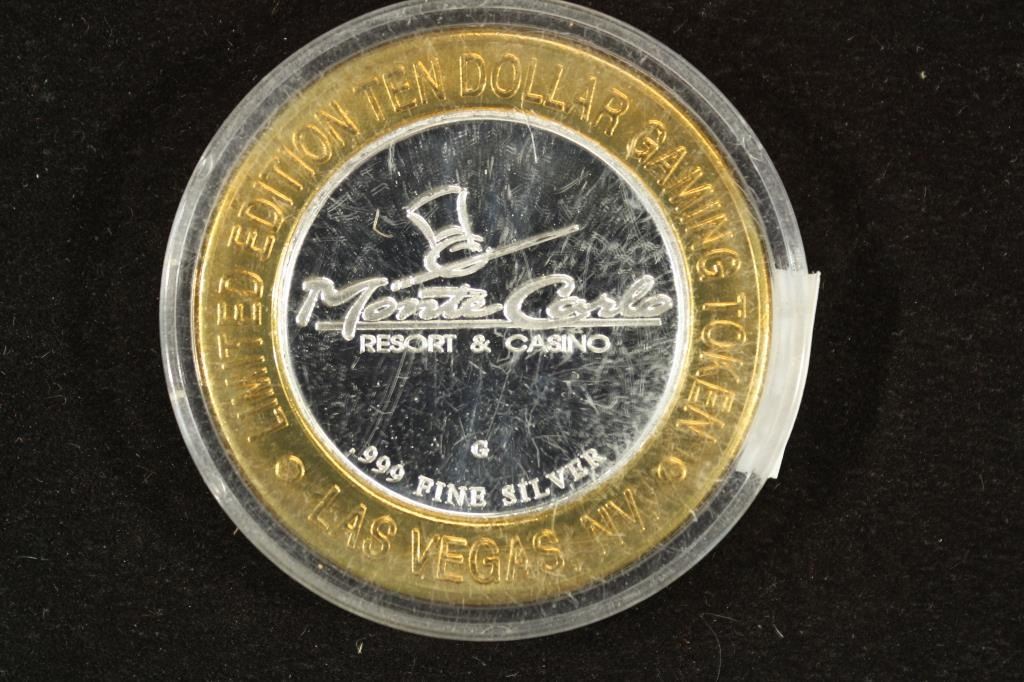 LIMITED EDITION TEN DOLLAR GAMING TOKEN
Monte Carlo
RESORT & CASINO
G
.999 FINE SILVER
LAS VEGAS, NV